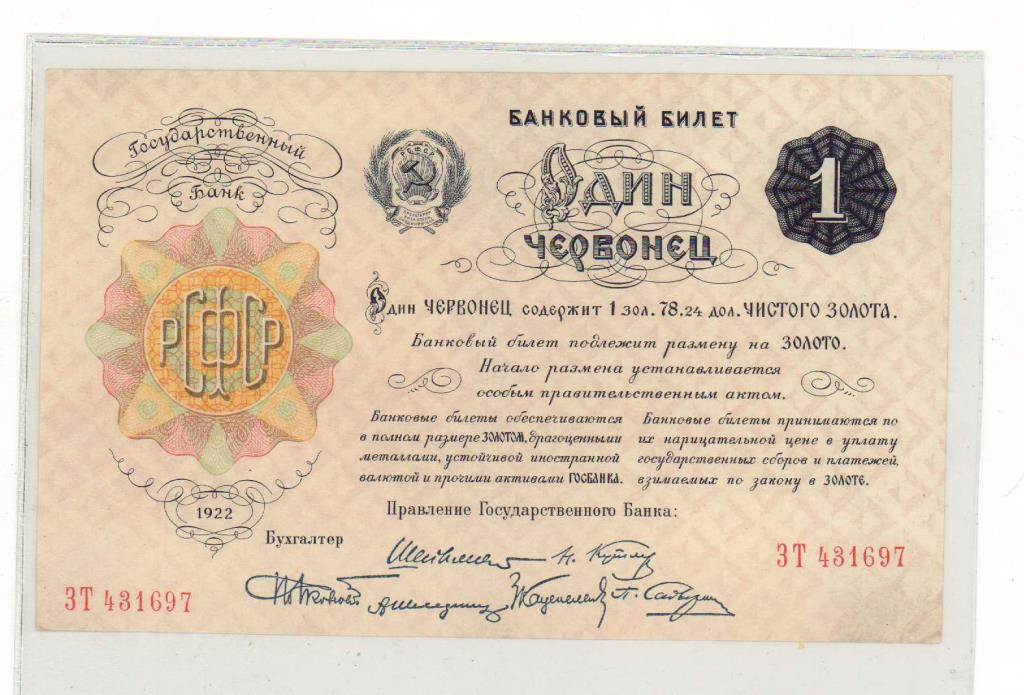 Государственный
Банк
РСФСР
1922
РСФСР
БАНКОВЫЙ БИЛЕТ
ОДИН
ЧЕРВОНЕЦ
1
Один ЧЕРВОНЕЦ содержит 1 зол. 78.24 дол. ЧИСТОГО ЗОЛОТА.
Банковый билет подлежит размену на ЗОЛОТО.
Начало размена устанавливается
особым правительственным актом.
Банковые билеты обеспечиваются
в полном размере ЗОЛОТОМ, драгоценными
металлами, устойчивой иностранной
валютой и прочими активами ГОСБАНКА.
Банковые билеты принимаются по
их нарицательной цене в уплату
государственных сборов и платежей,
взимаемых по закону в ЗОЛОТЕ.
Правление Государственного Банка:
Бухгалтер
ЗТ 431697
ЗТ 431697